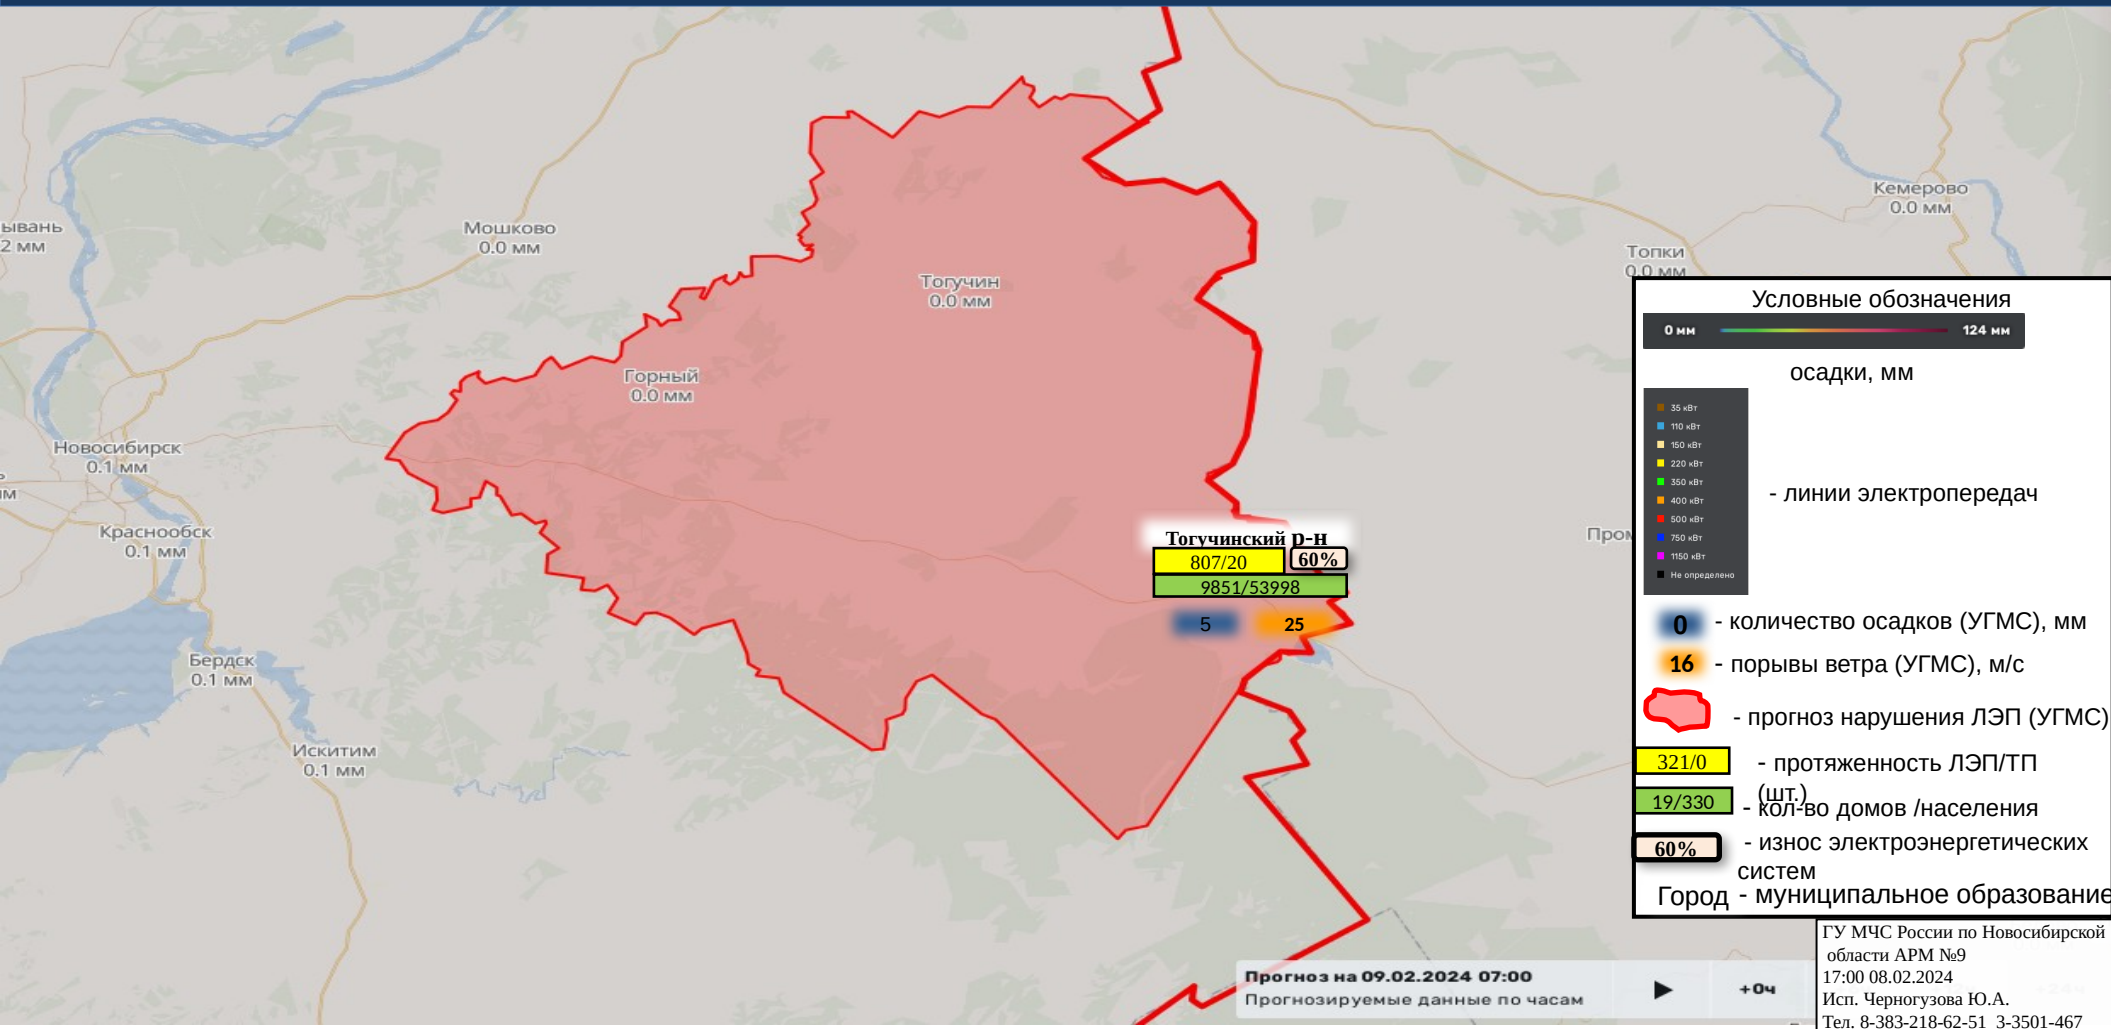 Кемерово
0.0 мм
ывань
2 мм
Мошково
0.0 мм
Топки
0.0 мм
Тогучин
0.0 мм
Горный
0.0 мм
Новосибирск
0.1 мм
Краснообск
0.1 мм
Пром
Бердск
0.1 мм
Искитим
0.1 мм
Тогучинский р-н
807/20
60%
9851/53998
5
25
Условные обозначения
0 мм
124 мм
осадки, мм
35 кВт
110 кВт
150 кВт
220 кВт
350 кВт
400 кВт
500 кВт
750 кВт
1150 кВт
Не определено
- линии электропередач
0 - количество осадков (УГМС), мм
16 - порывы ветра (УГМС), м/с
- прогноз нарушения ЛЭП (УГМС)
321/0 - протяженность ЛЭП/ТП
(шт.)
19/330 - кол-во домов /населения
60% - износ электроэнергетических
систем
Город - муниципальное образование
Прогноз на 09.02.2024 07:00
Прогнозируемые данные по часам
+0ч
ГУ МЧС России по Новосибирской
области АРМ №9
17:00 08.02.2024
Исп. Черногузова Ю.А.
Тел. 8-383-218-62-51 3-3501-467